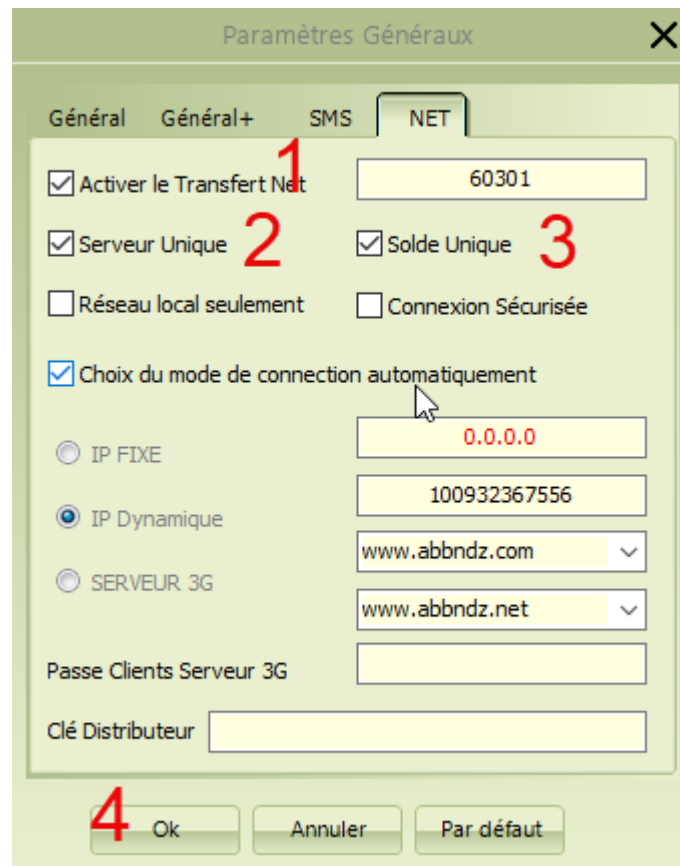 Paramètres Généraux
Général Général+ SMS NET
1
Activer le Transfert Net 60301
Serveur Unique 2 Solde Unique 3
Réseau local seulement Connexion Sécurisée
Choix du mode de connection automatiquement
IP FIXE 0.0.0.0
IP Dynamique 100932367556
www.abbndz.com
SERVEUR 3G
www.abbndz.net
Passe Clients Serveur 3G
Clé Distributeur
4 Ok Annuler Par défaut